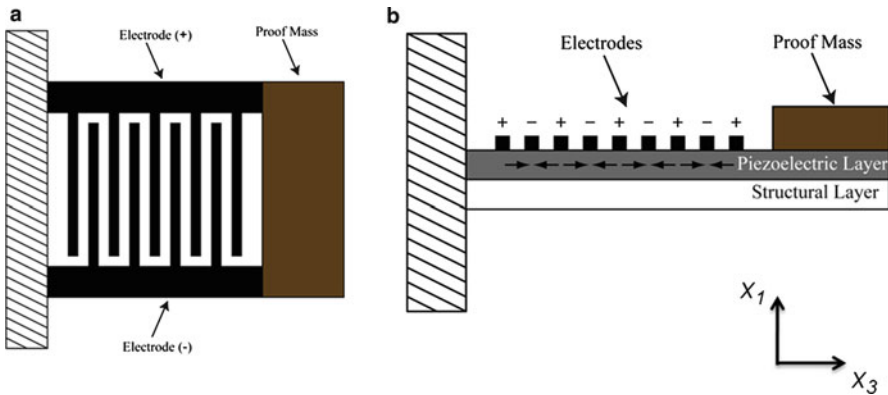 a
Electrode (+)
Proof Mass
Electrode (-)
b
Electrodes
Proof Mass
+ − + − + − + − +
Piezoelectric Layer
Structural Layer
X1
X3